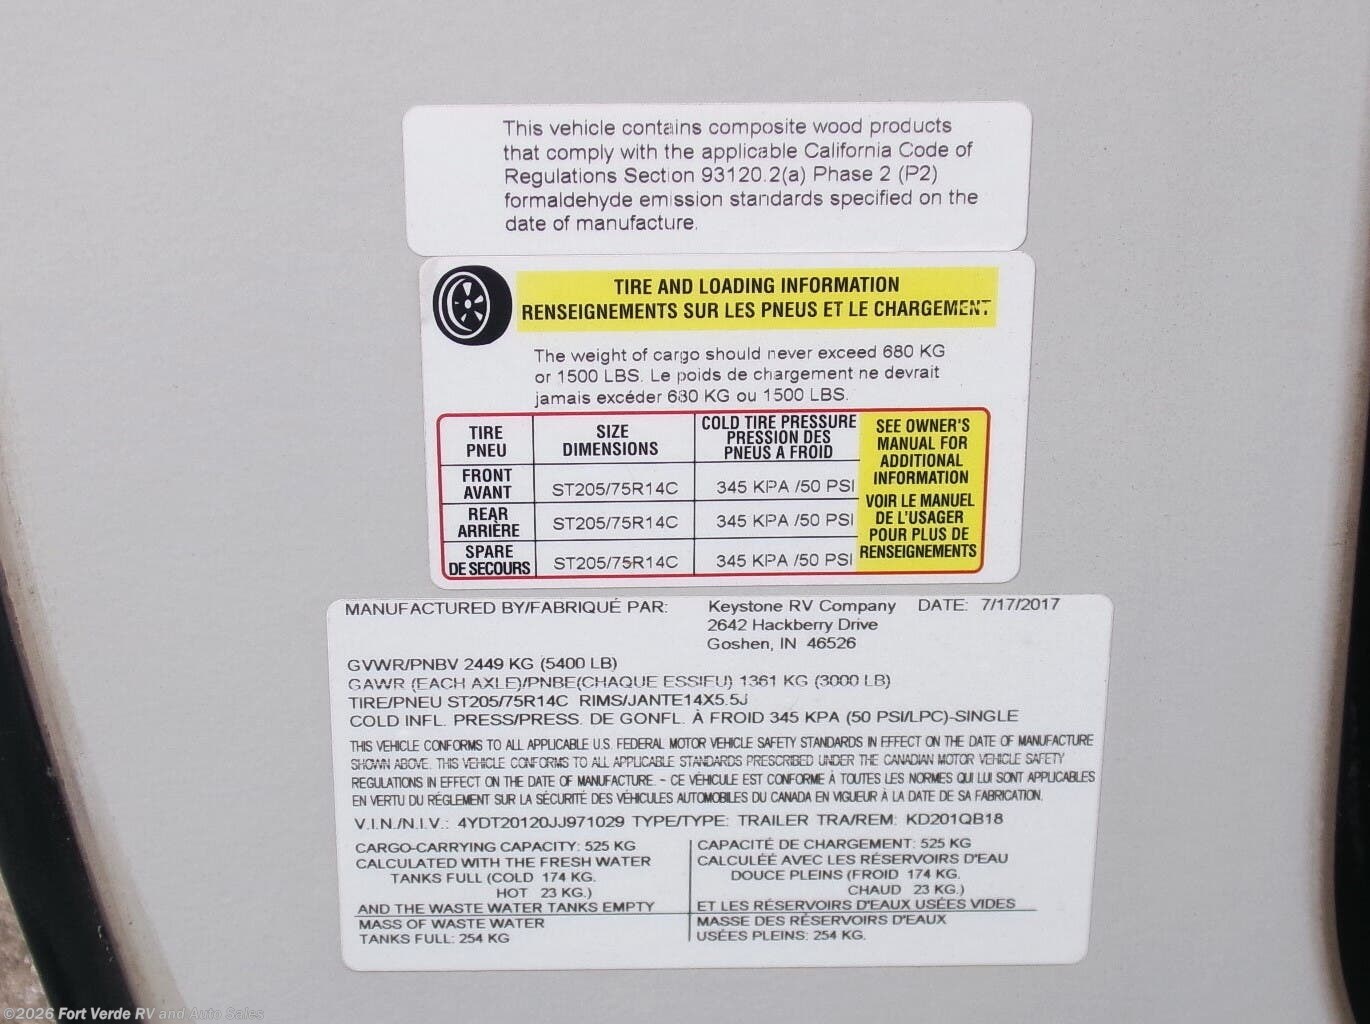 This vehicle contains composite wood products
that comply with the applicable California Code of
Regulations Section 93120.2(a) Phase 2 (P2)
formaldehyde emission standards specified on the
date of manufacture.
TIRE AND LOADING INFORMATION
RENSEIGNEMENTS SUR LES PNEUS ET LE CHARGEMENT
The weight of cargo should never exceed 680 KG
or 1500 LBS. Le poids de chargement ne devrait
jamais excéder 680 KG ou 1500 LBS.
TIRE
PNEU
SIZE
DIMENSIONS
COLD TIRE PRESSURE
PRESSION DES
PNEUS A FROID
FRONT
AVANT
ST205/75R14C
345 KPA /50 PSI
REAR
ARRIÈRE
ST205/75R14C
345 KPA /50 PSI
SPARE
DE SECOURS
ST205/75R14C
345 KPA /50 PSI
SEE OWNER'S
MANUAL FOR
ADDITIONAL
INFORMATION
VOIR LE MANUEL
DE L'USAGER
POUR PLUS DE
RENSEIGNEMENTS
MANUFACTURED BY/FABRIQUÉ PAR: Keystone RV Company DATE: 7/17/2017
2642 Hackberry Drive
Goshen, IN 46526
GVWR/PNBV 2449 KG (5400 LB)
GAWR (EACH AXLE)/PNBE(CHAQUE ESSIEU) 1361 KG (3000 LB)
TIRE/PNEU ST205/75R14C RIMS/JANTE14X5.5J
COLD INFL. PRESS/PRESS. DE GONFL. À FROID 345 KPA (50 PSI/LPC)-SINGLE
THIS VEHICLE CONFORMS TO ALL APPLICABLE U.S. FEDERAL MOTOR VEHICLE SAFETY STANDARDS IN EFFECT ON THE DATE OF MANUFACTURE
SHOWN ABOVE. THIS VEHICLE CONFORMS TO ALL APPLICABLE STANDARDS PRESCRIBED UNDER THE CANADIAN MOTOR VEHICLE SAFETY
REGULATIONS IN EFFECT ON THE DATE OF MANUFACTURE. - CE VÉHICULE EST CONFORME À TOUTES LES NORMES QUI LUI SONT APPLICABLES
EN VERTU DU RÉGLEMENT SUR LA SÉCURITÉ DES VÉHICULES AUTOMOBILES DU CANADA EN VIGUEUR À LA DATE DE SA FABRICATION.
V.I.N./N.I.V.: 4YDT20120JJ971029 TYPE/TYPE: TRAILER TRA/REM: KD201QB18
CARGO-CARRYING CAPACITY: 525 KG
CALCULATED WITH THE FRESH WATER
TANKS FULL (COLD 174 KG.
HOT 23 KG.)
AND THE WASTE WATER TANKS EMPTY
MASS OF WASTE WATER
TANKS FULL: 254 KG
CAPACITÉ DE CHARGEMENT: 525 KG
CALCULÉE AVEC LES RÉSERVOIRS D'EAU
DOUCE PLEINS (FROID 174 KG.
CHAUD 23 KG.)
ET LES RÉSERVOIRS D'EAUX USÉES VIDES
MASSE DES RÉSERVOIRS D'EAUX
USÉES PLEINS: 254 KG.
©2026 Fort Verde RV and Auto Sales